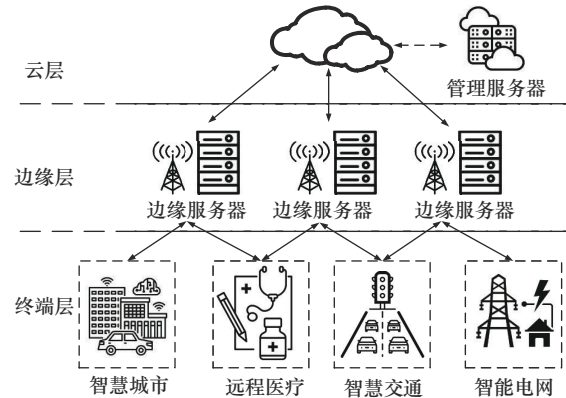 云层
管理服务器
边缘层
边缘服务器 边缘服务器 边缘服务器
终端层
智慧城市 远程医疗 智慧交通 智能电网